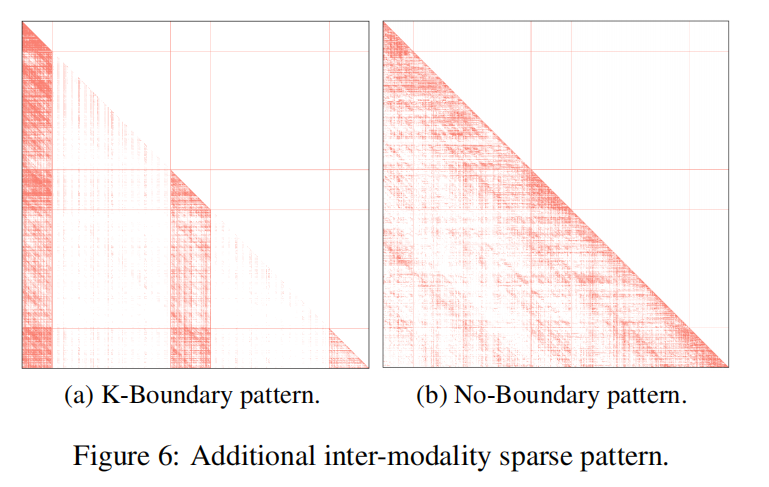 (a) K-Boundary pattern.
(b) No-Boundary pattern.
Figure 6: Additional inter-modality sparse pattern.